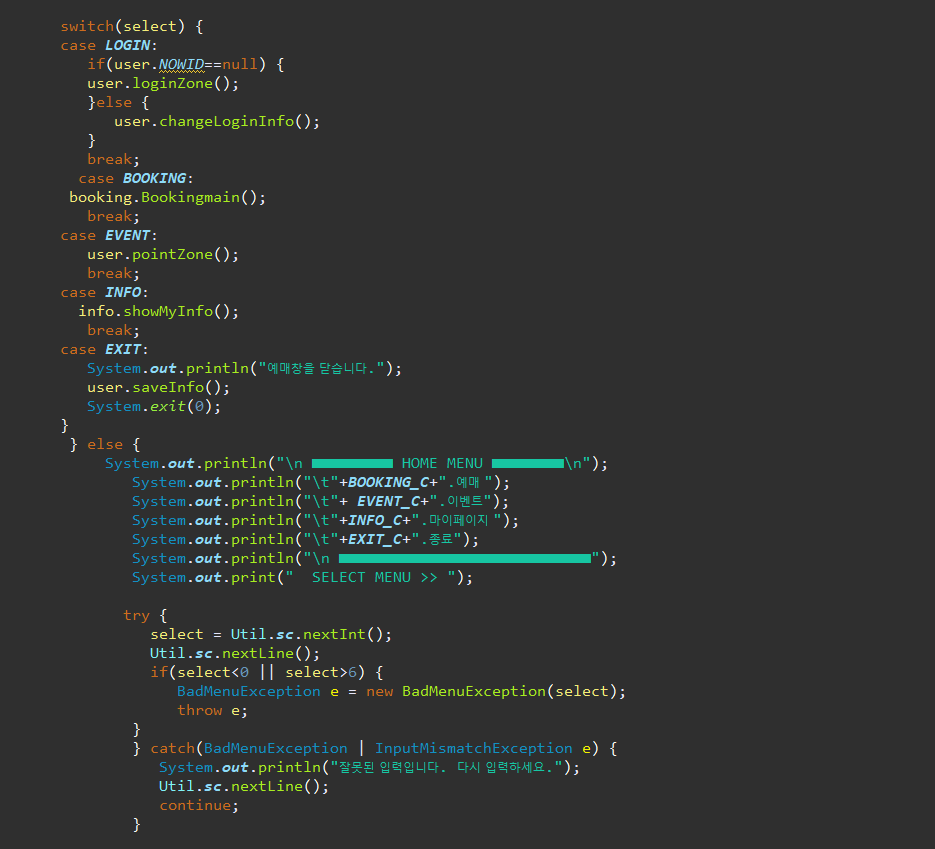 switch(select) {
case LOGIN:
if(user.NOWID==null) {
user.loginZone();
}else {
user.changeLoginInfo();
}
break;
case BOOKING:
booking.Bookingmain();
break;
case EVENT:
user.pointZone();
break;
case INFO:
info.showMyInfo();
break;
case EXIT:
System.out.println("예매창을 닫습니다.");
user.saveInfo();
System.exit(0);
}
} else {
System.out.println("\n ▬▬▬▬▬▬▬▬▬ HOME MENU ▬▬▬▬▬▬▬▬\n");
System.out.println("\t"+BOOKING_C+".예매 ");
System.out.println("\t"+ EVENT_C+".이벤트");
System.out.println("\t"+INFO_C+".마이페이지 ");
System.out.println("\t"+EXIT_C+".종료");
System.out.println("\n ▬▬▬▬▬▬▬▬▬▬▬▬▬▬▬▬▬▬▬▬▬▬▬▬▬▬▬▬");
System.out.print("  SELECT MENU >> ");
try {
select = Util.sc.nextInt();
Util.sc.nextLine();
if(select<0 || select>6) {
BadMenuException e = new BadMenuException(select);
throw e;
}
} catch(BadMenuException | InputMismatchException e) {
System.out.println("잘못된 입력입니다. 다시 입력하세요.");
Util.sc.nextLine();
continue;
}